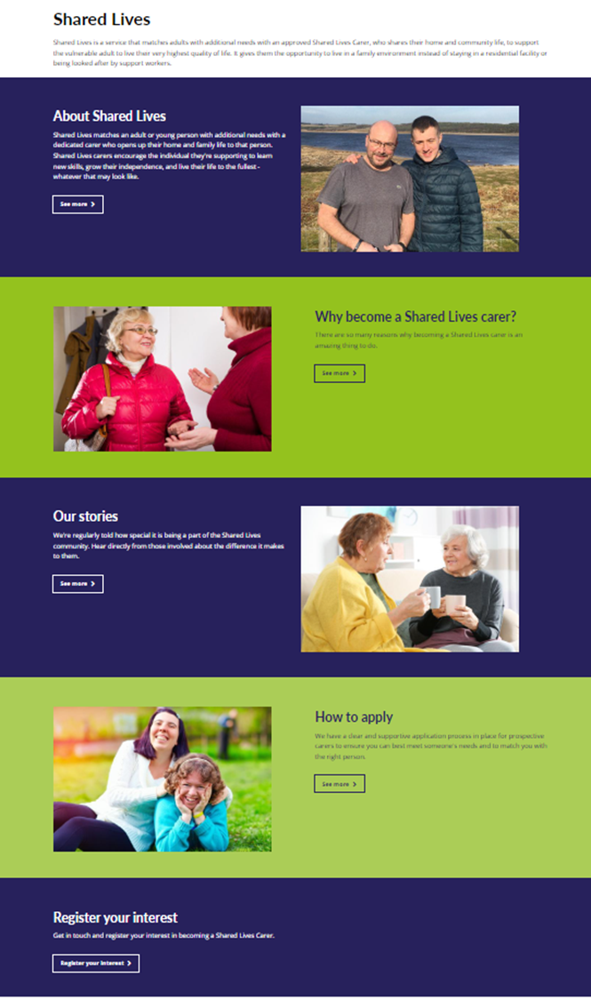 Shared Lives
Shared Lives is a service that matches adults with additional needs with an approved Shared Lives Carer, who shares their home and community life, to support
the vulnerable adult to live their very highest quality of life. It gives them the opportunity to live in a family environment instead of staying in a residential facility or
being looked after by support workers.
About Shared Lives
Shared Lives matches an adult or young person with additional needs with a
dedicated carer who opens up their home and family life to that person.
Shared Lives carers encourage the individual they're supporting to learn
new skills, grow their independence, and live their life to the fullest -
whatever that may look like.
See more
Why become a Shared Lives carer?
There are so many reasons why becoming a Shared Lives carer is an
amazing thing to do.
See more
Our stories
We're regularly told how special it is being a part of the Shared Lives
community. Hear directly from those involved about the difference it makes
to them.
See more
How to apply
We have a clear and supportive application process in place for prospective
carers to ensure you can best meet someone's needs and to match you with
the right person.
See more
Register your interest
Get in touch and register your interest in becoming a Shared Lives Carer.
Register your interest